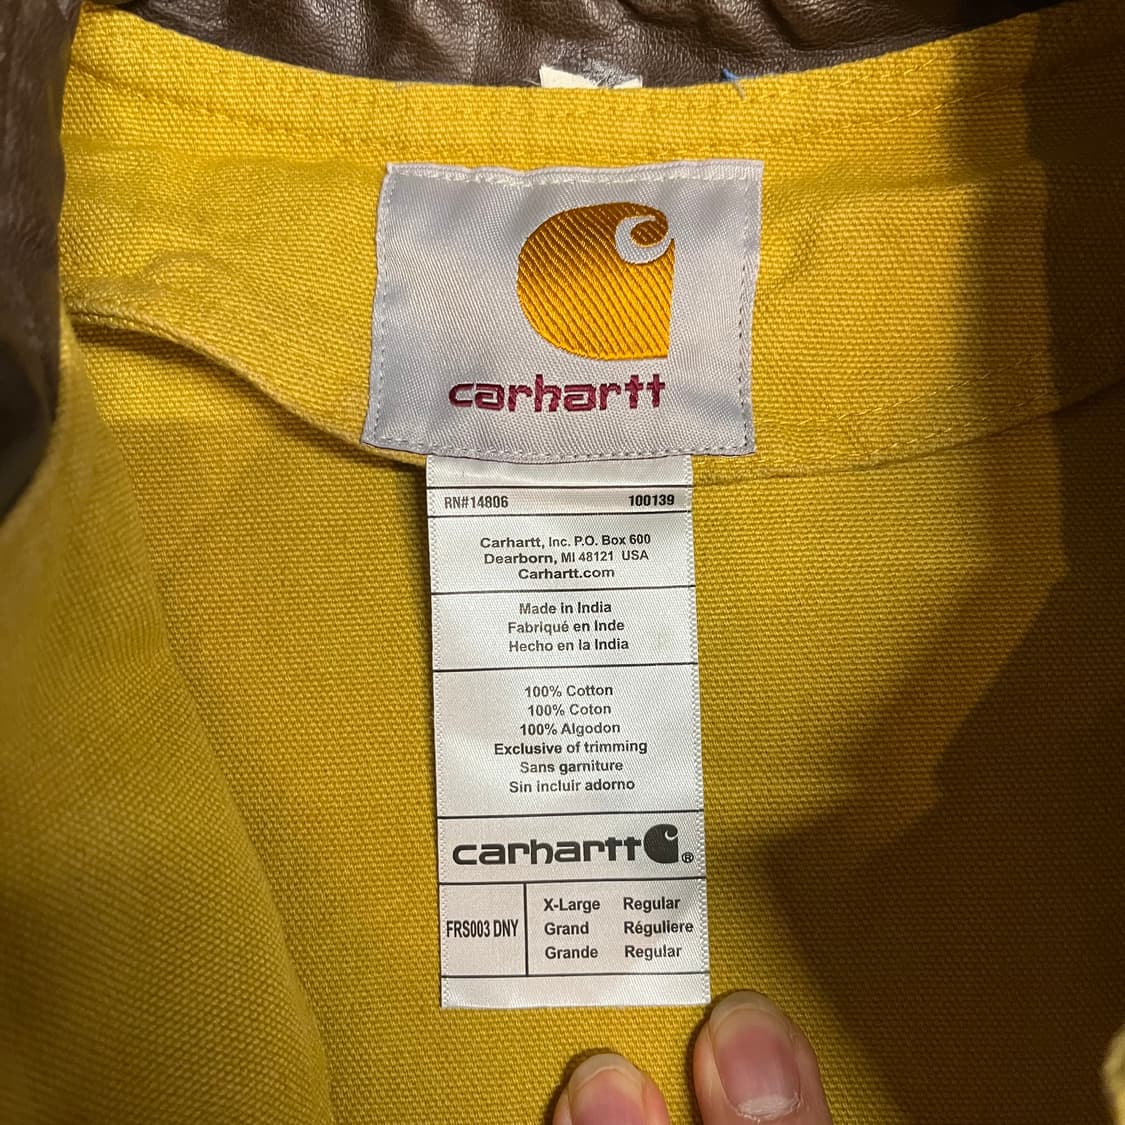 carhartt
RN#14806 100139
Carhartt, Inc. P.O. Box 600
Dearborn, MI 48121 USA
Carhartt.com
Made in India
Fabriqué en Inde
Hecho en la India
100% Cotton
100% Coton
100% Algodon
Exclusive of trimming
Sans garniture
Sin incluir adorno
carhartt ®
FRS003 DNY
X-Large Regular
Grand Réguliere
Grande Regular